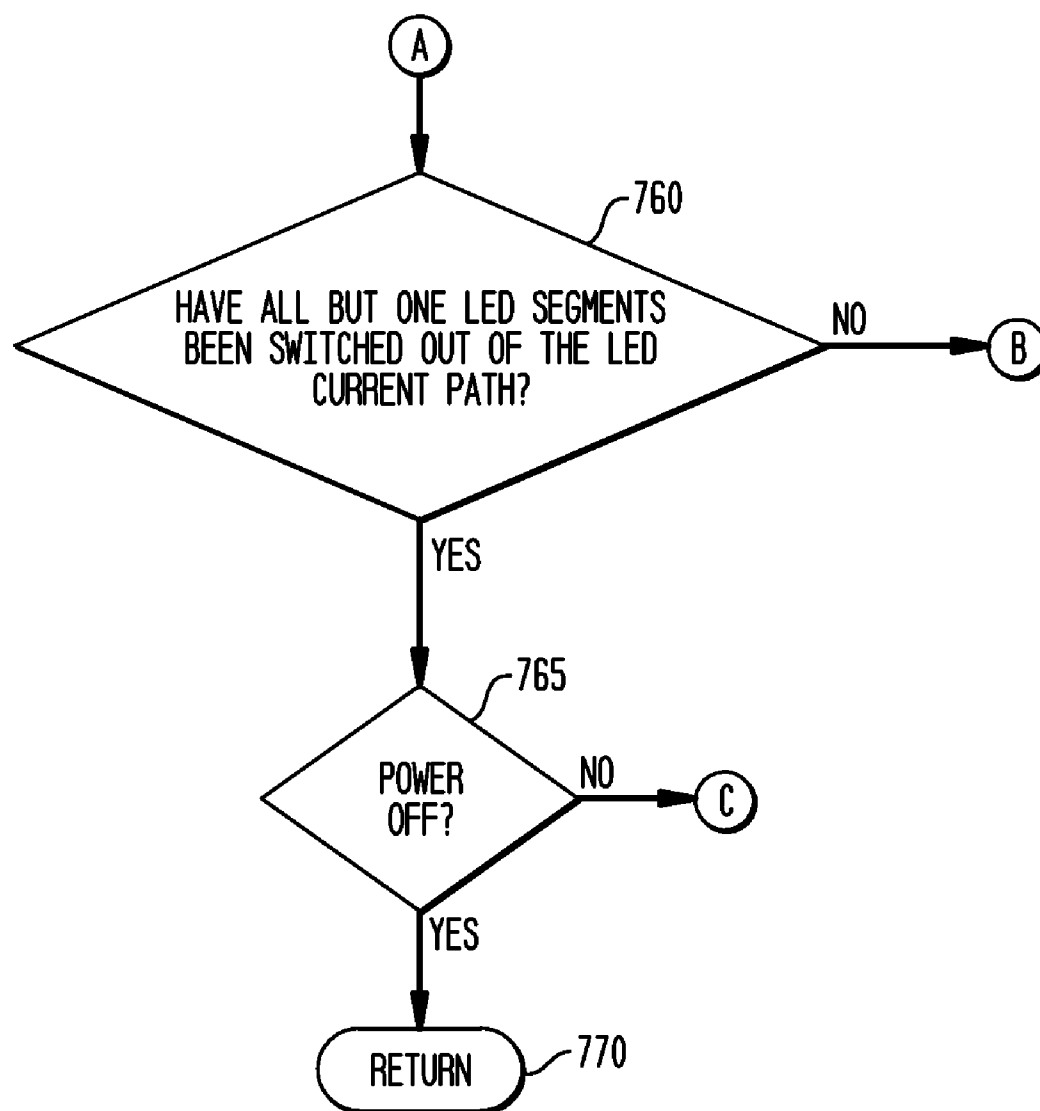 A
760
HAVE ALL BUT ONE LED SEGMENTS
BEEN SWITCHED OUT OF THE LED
CURRENT PATH?
NO
B
YES
765
POWER
OFF?
NO
C
YES
RETURN
770